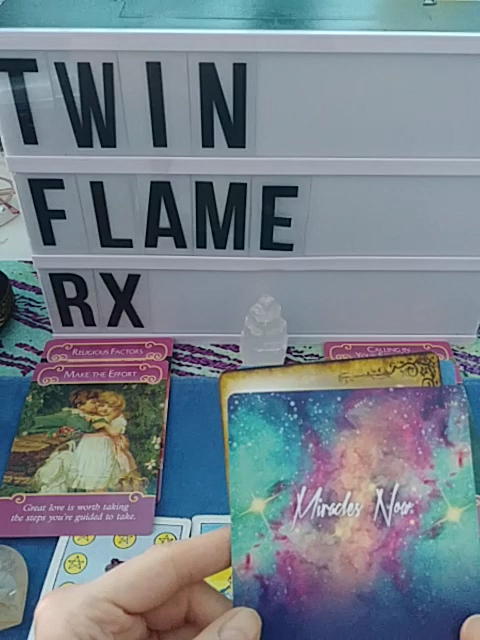 TWIN
FLAME
RX
RELIGIOUS FACTORS
MAKE THE EFFORT
Great love is worth taking
the steps you're guided to take.
CALLING IN
Miracles Now